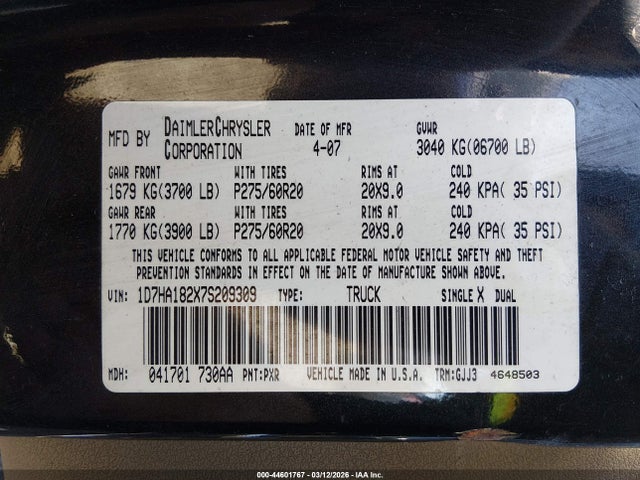 MFD BY DAIMLERCHRYSLER CORPORATION DATE OF MFR 4-07 GVWR 3040 KG(06700 LB)
GAWR FRONT WITH TIRES RIMS AT COLD
1679 KG(3700 LB) P275/60R20 20X9.0 240 KPA( 35 PSI)
GAWR REAR WITH TIRES RIMS AT COLD
1770 KG(3900 LB) P275/60R20 20X9.0 240 KPA( 35 PSI)
THIS VEHICLE CONFORMS TO ALL APPLICABLE FEDERAL MOTOR VEHICLE SAFETY AND THEFT
PREVENTION STANDARDS IN EFFECT ON THE DATE OF MANUFACTURE SHOWN ABOVE.
VIN: 1D7HA182X7S209309 TYPE: TRUCK SINGLE X DUAL
MDH: 041701 730AA PNT:PXR VEHICLE MADE IN U.S.A. TRM:GJJ3 4648503
000-44601767 - 03/12/2026 - IAA Inc.